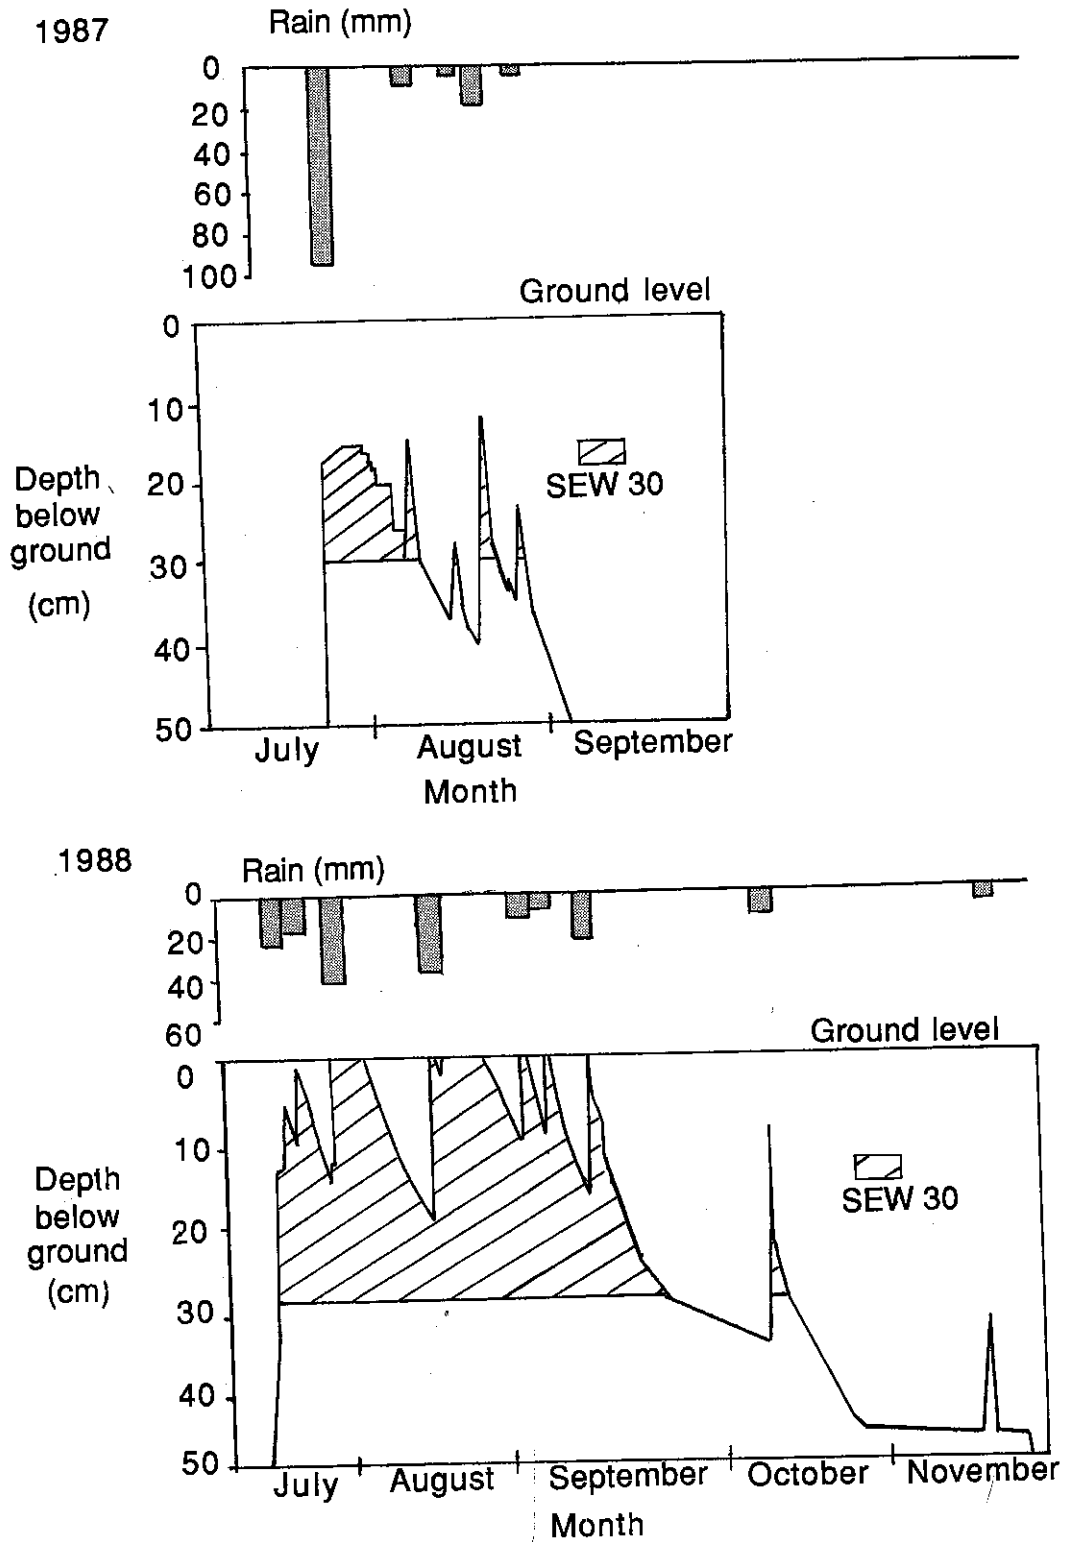 1987
Rain (mm)
0
20
40
60
80
100
Ground level
0
10
20
30
40
50
Depth
below
ground
(cm)
SEW 30
July August September
Month
1988
Rain (mm)
0
20
40
60
Ground level
0
10
20
30
40
50
Depth
below
ground
(cm)
SEW 30
July August September October November
Month